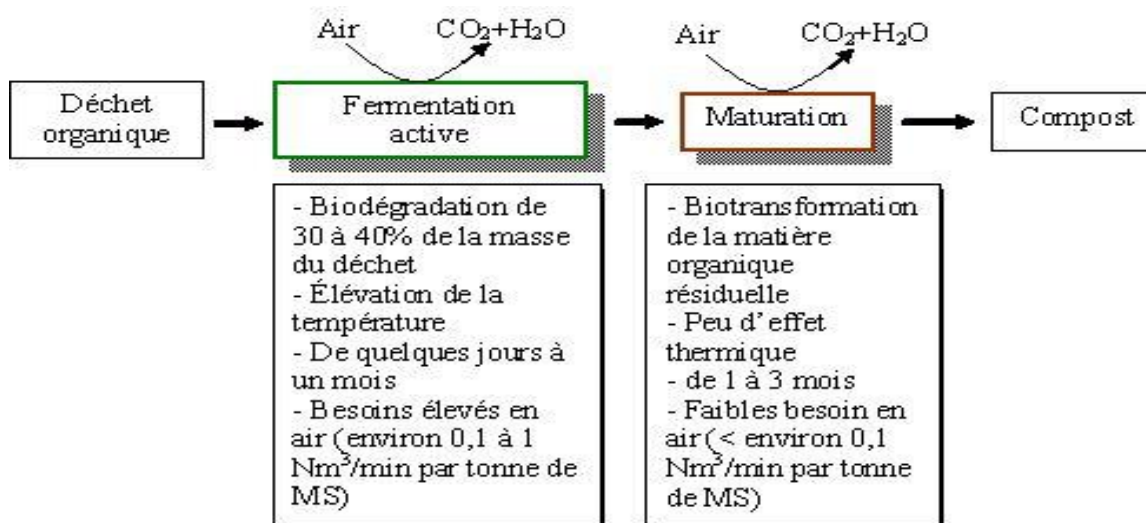 Air
CO₂+H₂O
Air
CO₂+H₂O
Déchet
organique
Fermentation
active
Maturation
Compost
- Biodégradation de
30 à 40% de la masse
du déchet
- Élévation de la
température
- De quelques jours à
un mois
- Besoins élevés en
air (environ 0,1 à 1
Nm³/min par tonne de
MS)
- Biotransformation
de la matière
organique
résiduelle
- Peu d'effet
thermique
- de 1 à 3 mois
- Faibles besoin en
air (< environ 0,1
Nm³/min par tonne
de MS)